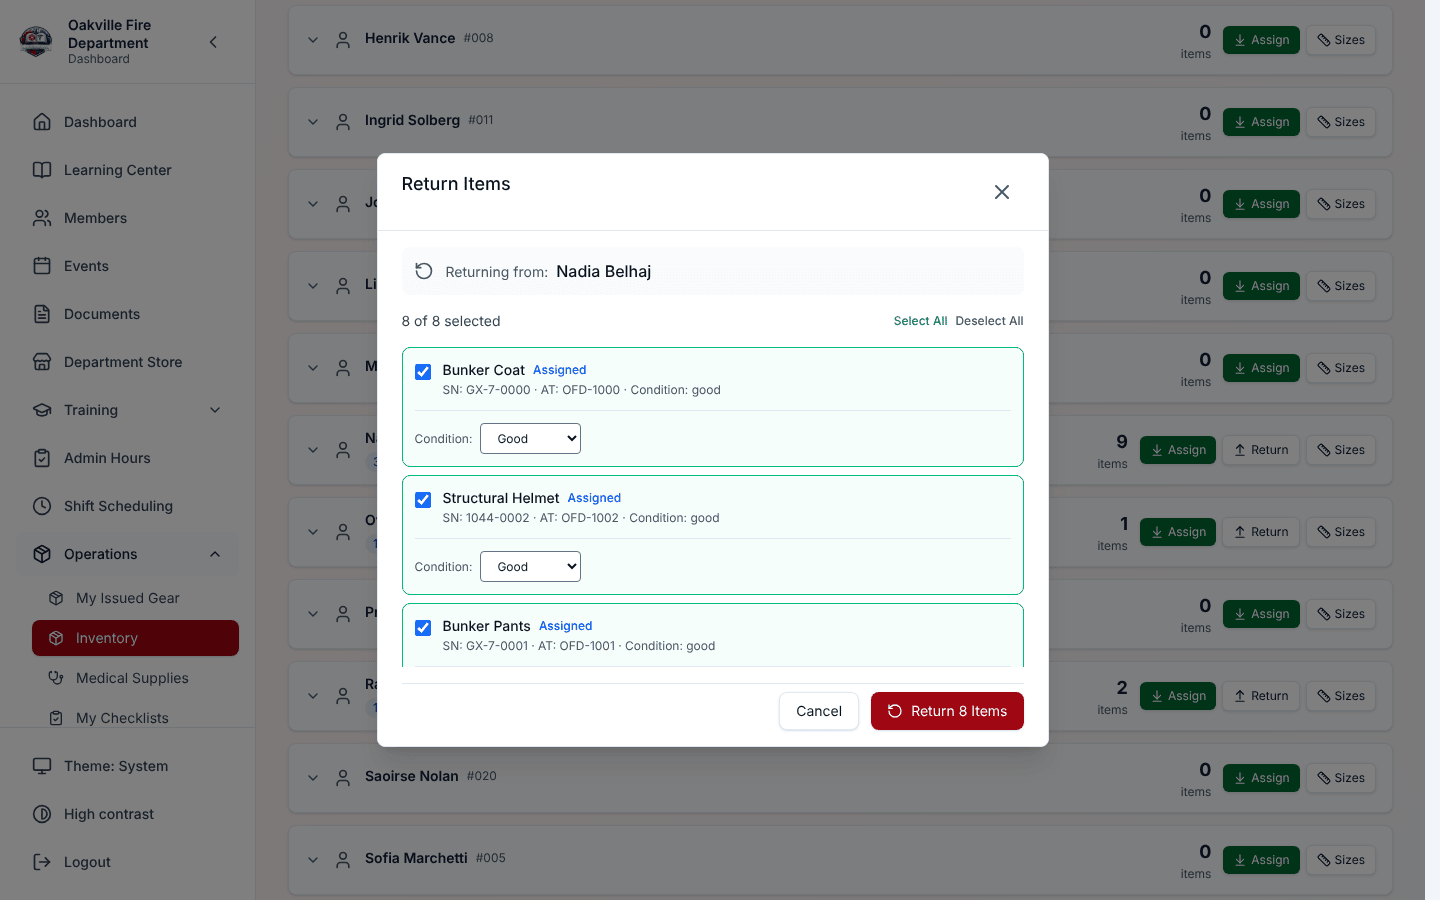 Oakville Fire
Department
Dashboard
Dashboard
Learning Center
Members
Events
Documents
Department Store
Training
Admin Hours
Shift Scheduling
Operations
My Issued Gear
Inventory
Medical Supplies
My Checklists
Theme: System
High contrast
Logout
Henrik Vance #008
0
items
Assign
Sizes
Ingrid Solberg #011
0
items
Assign
Sizes
0
items
Assign
Sizes
0
items
Assign
Sizes
0
items
Assign
Sizes
9
items
Assign
Return
Sizes
1
items
Assign
Return
Sizes
0
items
Assign
Sizes
2
items
Assign
Return
Sizes
Saoirse Nolan #020
0
items
Assign
Sizes
Sofia Marchetti #005
0
items
Assign
Sizes
Return Items
Returning from: Nadia Belhaj
8 of 8 selected
Select All Deselect All
Bunker Coat Assigned
SN: GX-7-0000 · AT: OFD-1000 · Condition: good
Condition: Good
Structural Helmet Assigned
SN: 1044-0002 · AT: OFD-1002 · Condition: good
Condition: Good
Bunker Pants Assigned
SN: GX-7-0001 · AT: OFD-1001 · Condition: good
Cancel
Return 8 Items